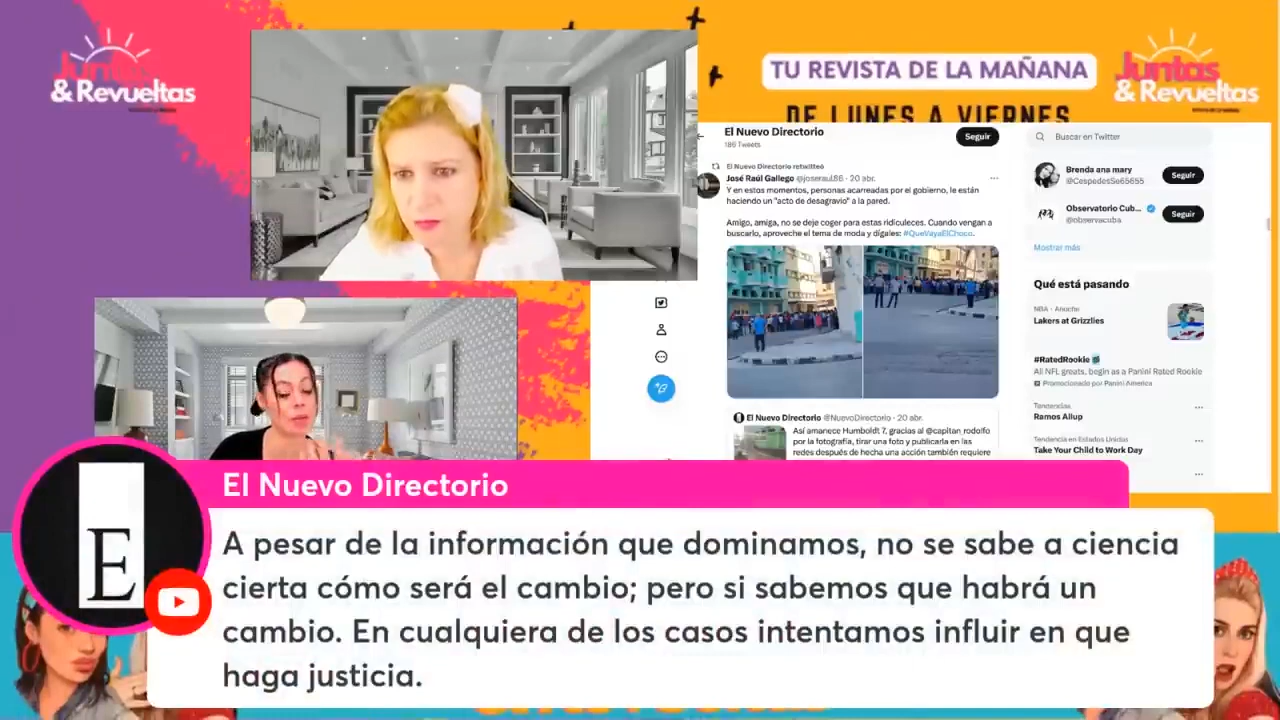 Juntas
& Revueltas
TU REVISTA DE LA MAÑANA
Juntas
& Revueltas
DE LUNES A VIERNES
El Nuevo Directorio
186 Tweets
Seguir
Buscar en Twitter
El Nuevo Directorio retwitteó
José Raúl Gallego @joseraul86 · 20 abr.
Y en estos momentos, personas acarreadas por el gobierno, le están
haciendo un "acto de desagravio" a la pared.
Amigo, amiga, no se deje coger para estas ridiculeces. Cuando vengan a
buscarlo, aproveche el tema de moda y dígales: #QueVayaElChoco.
Brenda ana mary
@CespedesSo65655
Seguir
Observatorio Cub...
@observacuba
Seguir
Mostrar más
Qué está pasando
NBA · Anoche
Lakers at Grizzlies
#RatedRookie
All NFL greats, begin as a Panini Rated Rookie
Promocionado por Panini America
Tendencias
Ramos Allup
Tendencia en Estados Unidos
Take Your Child to Work Day
El Nuevo Directorio @NuevoDirectorio · 20 abr.
Así amanece Humboldt 7, gracias al @capitan_rodolfo
por la fotografía, tirar una foto y publicarla en las
redes después de hecha una acción también requiere
E
El Nuevo Directorio
A pesar de la información que dominamos, no se sabe a ciencia
cierta cómo será el cambio; pero si sabemos que habrá un
cambio. En cualquiera de los casos intentamos influir en que
haga justicia.